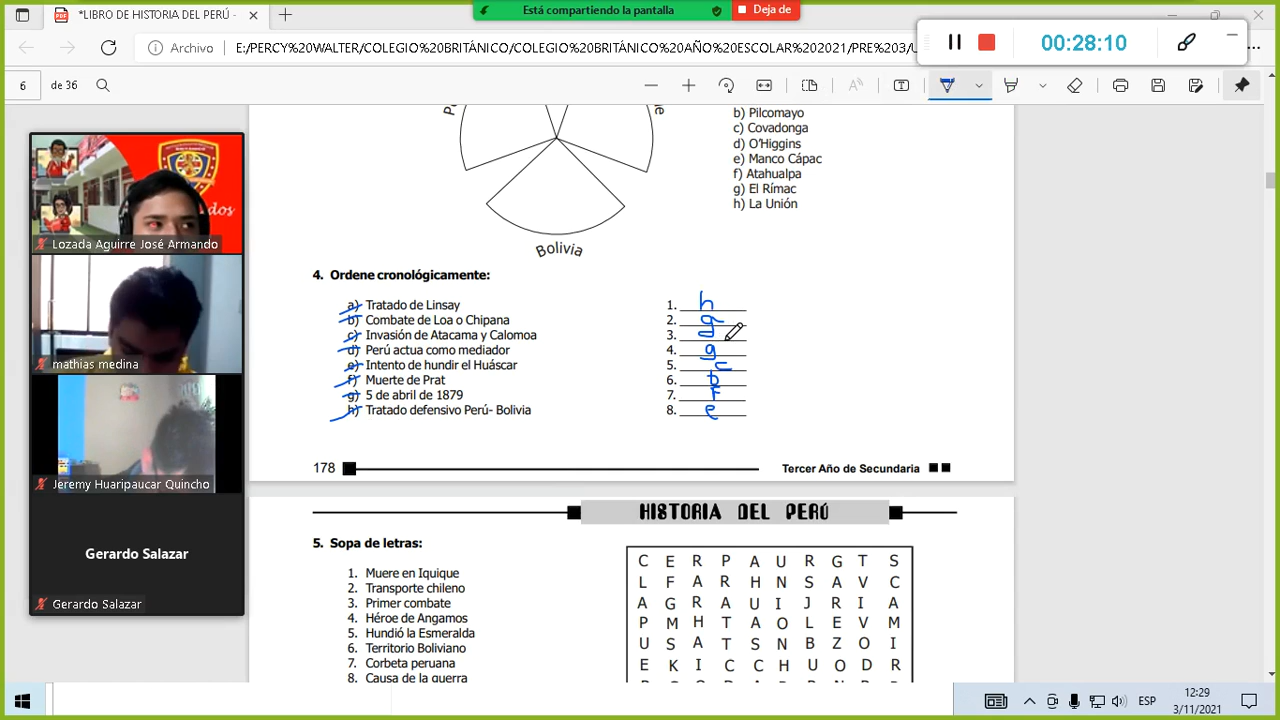 *LIBRO DE HISTORIA DEL PERÚ -
Está compartiendo la pantalla
Deja de
Archivo
E:/PERCY%20WALTER/COLEGIO%20BRITÁNICO/COLEGIO%20BRITÁNICO%20AÑO%20ESCOLAR%202021/PRE%203/
00:28:10
6
de 36
b) Pilcomayo
c) Covadonga
d) O'Higgins
e) Manco Cápac
f) Atahualpa
g) El Rímac
h) La Unión
Bolivia
4. Ordene cronológicamente:
a) Tratado de Linsay
b) Combate de Loa o Chipana
c) Invasión de Atacama y Calomoa
d) Perú actua como mediador
e) Intento de hundir el Huáscar
f) Muerte de Prat
g) 5 de abril de 1879
h) Tratado defensivo Perú- Bolivia
1. h
2. g
3. d
4. g
5. c
6. b
7. f
8. e
178
Tercer Año de Secundaria
HISTORIA DEL PERÚ
5. Sopa de letras:
1. Muere en Iquique
2. Transporte chileno
3. Primer combate
4. Héroe de Angamos
5. Hundió la Esmeralda
6. Territorio Boliviano
7. Corbeta peruana
8. Causa de la guerra
C E R P A U R G T S
L F A R H N S A V C
A G R A U I J R I A
P M H T A O L E V M
U S A T S N B Z O I
E K I C C H U O D R
Lozada Aguirre José Armando
mathias medina
Jeremy Huaripaucar Quincho
Gerardo Salazar
Gerardo Salazar
ESP
12:29
3/11/2021